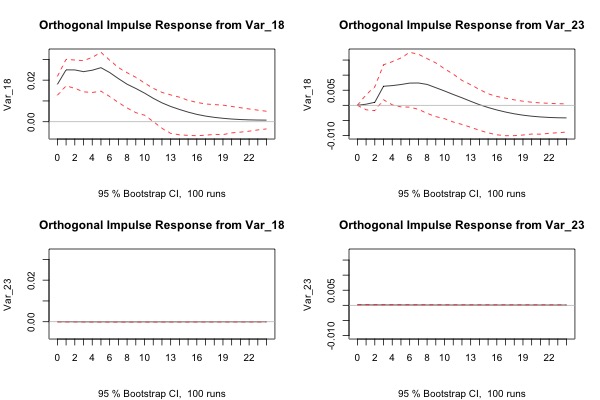 Orthogonal Impulse Response from Var_18
Var_18
0.00 0.02
0 2 4 6 8 10 13 16 19 22
95 % Bootstrap CI, 100 runs
Orthogonal Impulse Response from Var_23
Var_18
-0.010 0.005
0 2 4 6 8 10 13 16 19 22
95 % Bootstrap CI, 100 runs
Orthogonal Impulse Response from Var_18
Var_23
0.00 0.02
0 2 4 6 8 10 13 16 19 22
95 % Bootstrap CI, 100 runs
Orthogonal Impulse Response from Var_23
Var_23
-0.010 0.005
0 2 4 6 8 10 13 16 19 22
95 % Bootstrap CI, 100 runs